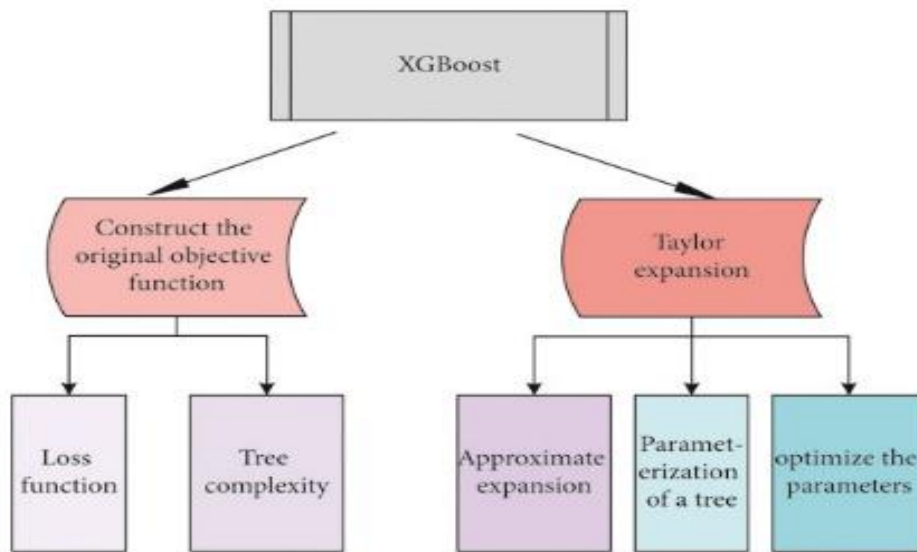 XGBoost
Construct the
original objective
function
Taylor
expansion
Loss
function
Tree
complexity
Approximate
expansion
Paramet-
erization
of a tree
optimize the
parameters